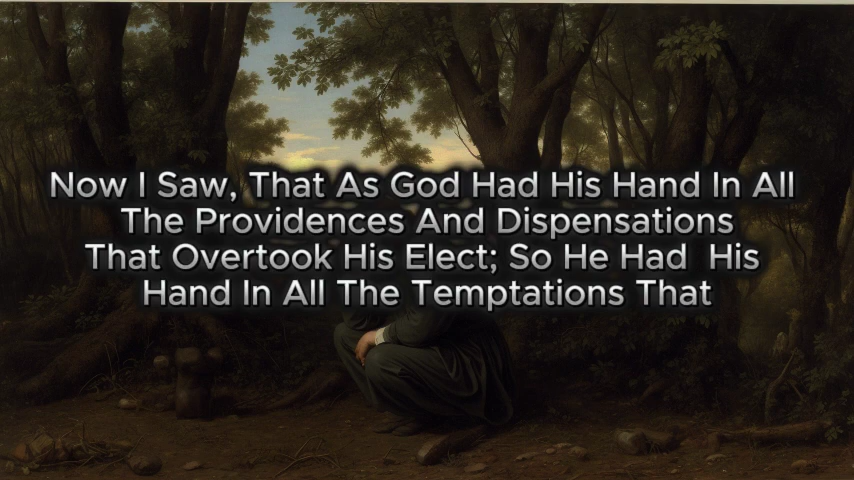 Now I Saw, That As God Had His Hand In All
The Providences And Dispensations
That Overtook His Elect; So He Had  His
Hand In All The Temptations That